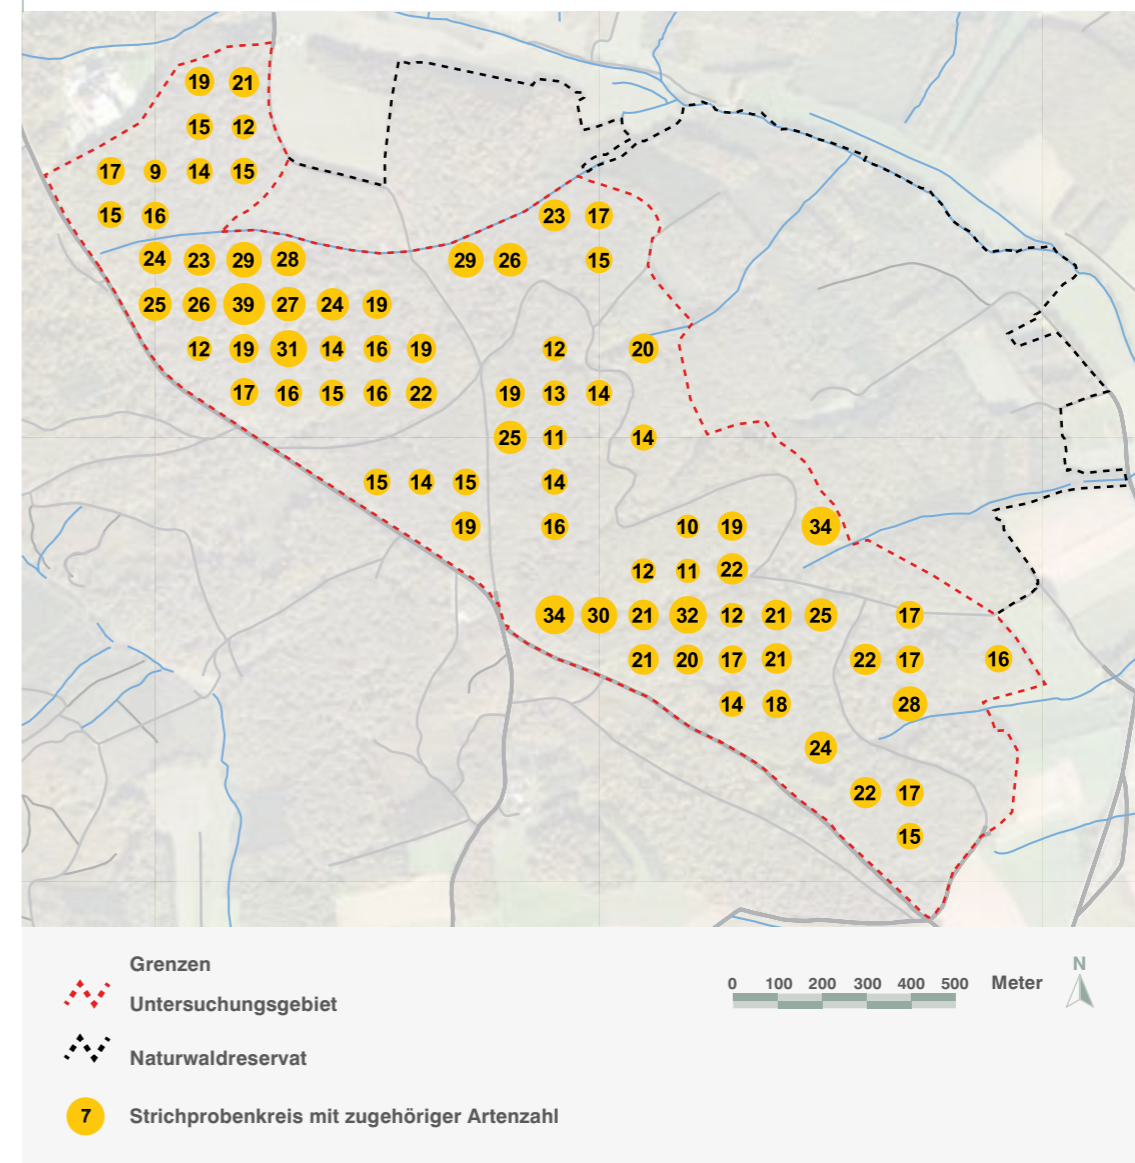 19 21
15 12
17 9 14 15
15 16 23 17
24 23 29 28 29 26 15
25 26 39 27 24 19
12 19 31 14 16 19 12 20
17 16 15 16 22 19 13 14
25 11 14
15 14 15 14
19 16 10 19 34
12 11 22
34 30 21 32 12 21 25 17
21 20 17 21 22 17 16
14 18 28
24
22 17
15
Grenzen
Untersuchungsgebiet
Naturwaldreservat
7 Strichprobenkreis mit zugehöriger Artenzahl
0 100 200 300 400 500 Meter
N